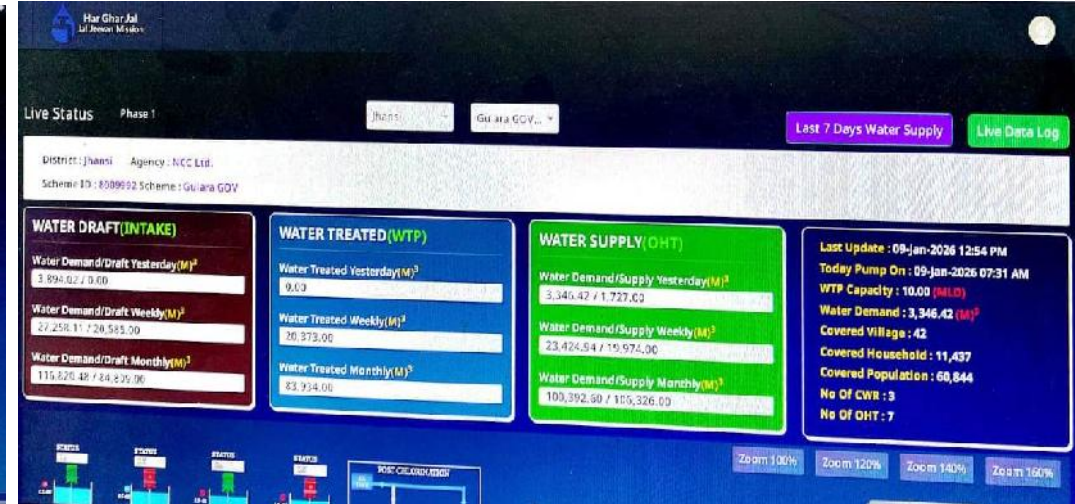 Har Ghar Jal
Jal Jeevan Mission
Live Status Phase 1
Jhansi
Gulara GOV...
Last 7 Days Water Supply
Live Data Log
District : Jhansi Agency : NCC Ltd.
Scheme ID : 8009992 Scheme : Gulara GOV
WATER DRAFT(INTAKE)
Water Demand/Draft Yesterday(M)³
3,894.02 / 0.00
Water Demand/Draft Weekly(M)³
27,258.11 / 20,585.00
Water Demand/Draft Monthly(M)³
116,820.48 / 84,809.00
WATER TREATED(WTP)
Water Treated Yesterday(M)³
0.00
Water Treated Weekly(M)³
20,373.00
Water Treated Monthly(M)³
83,934.00
WATER SUPPLY(OHT)
Water Demand/Supply Yesterday(M)³
3,346.42 / 1,727.00
Water Demand/Supply Weekly(M)³
23,424.94 / 19,974.00
Water Demand/Supply Monthly(M)³
100,392.60 / 106,326.00
Last Update : 09-Jan-2026 12:54 PM
Today Pump On : 09-Jan-2026 07:31 AM
WTP Capacity : 10.00 (MLD)
Water Demand : 3,346.42 (M)³
Covered Village : 42
Covered Household : 11,437
Covered Population : 60,844
No Of CWR : 3
No Of OHT : 7
Zoom 100%
Zoom 120%
Zoom 140%
Zoom 160%
STATUS
STATUS
STATUS
STATUS
POST CHLORINATION